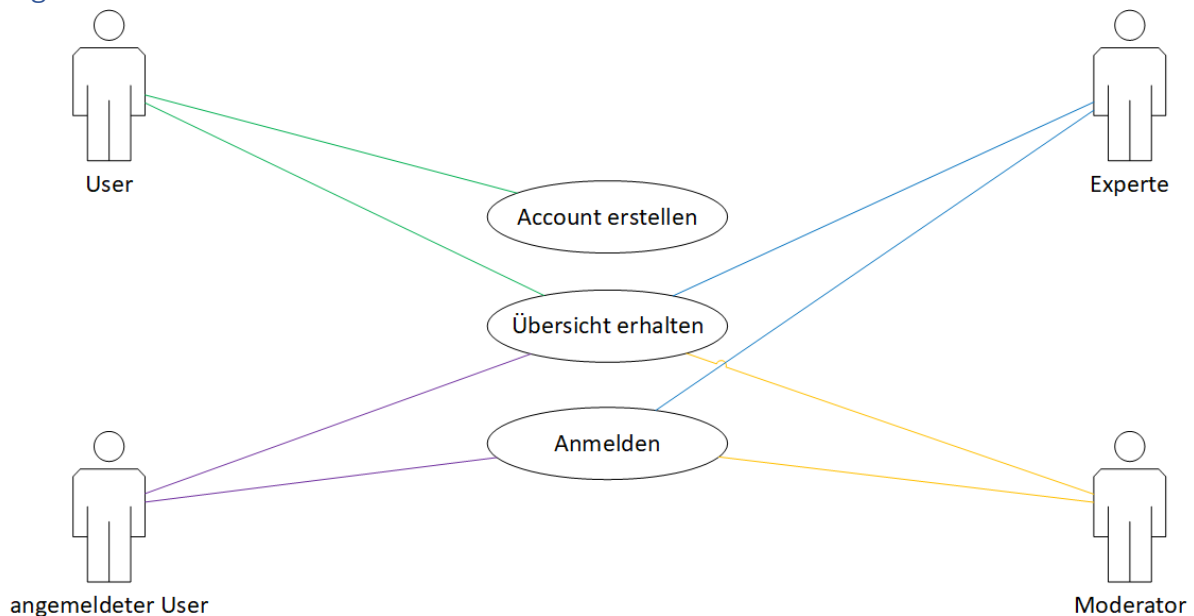 User
Experte
Account erstellen
Übersicht erhalten
Anmelden
angemeldeter User
Moderator